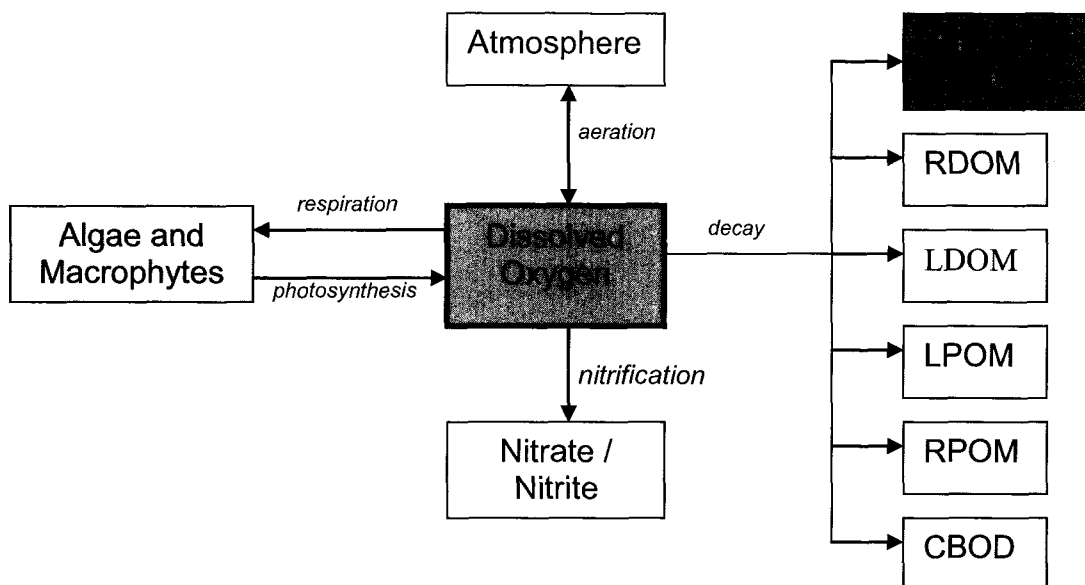 Atmosphere
aeration
respiration
Algae and
Macrophytes
photosynthesis
Dissolved
Oxygen
decay
nitrification
Nitrate /
Nitrite
RDOM
LDOM
LPOM
RPOM
CBOD